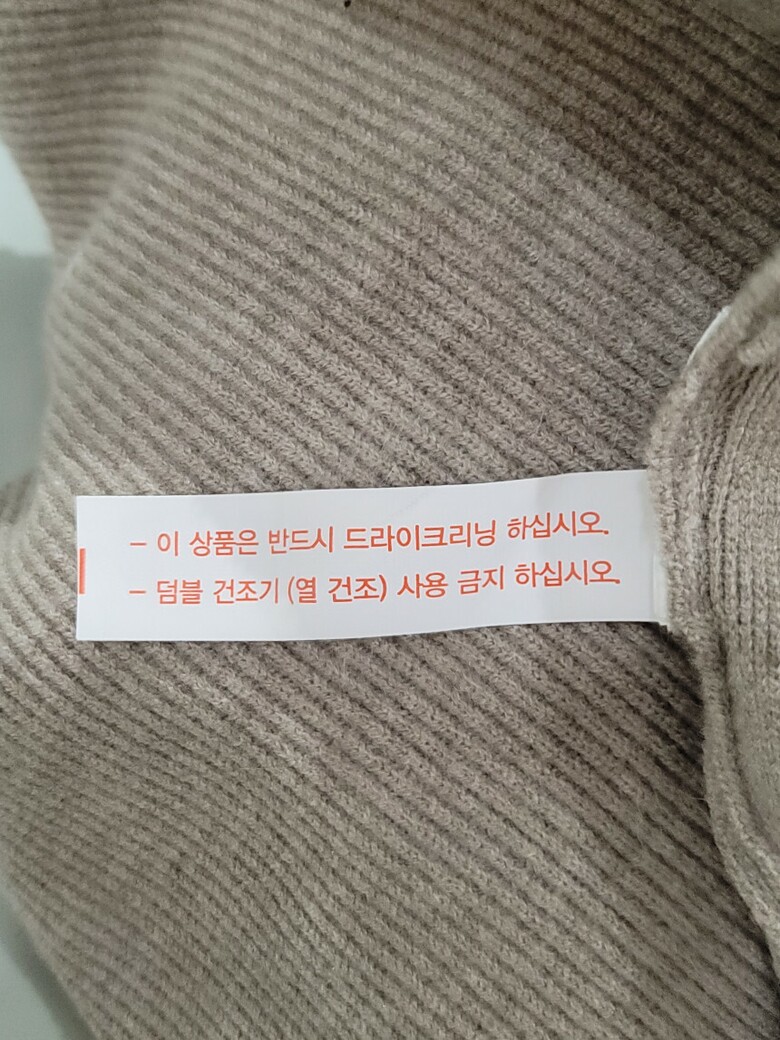 - 이 상품은 반드시 드라이크리닝 하십시오.
- 덤블 건조기 (열 건조) 사용 금지 하십시오.